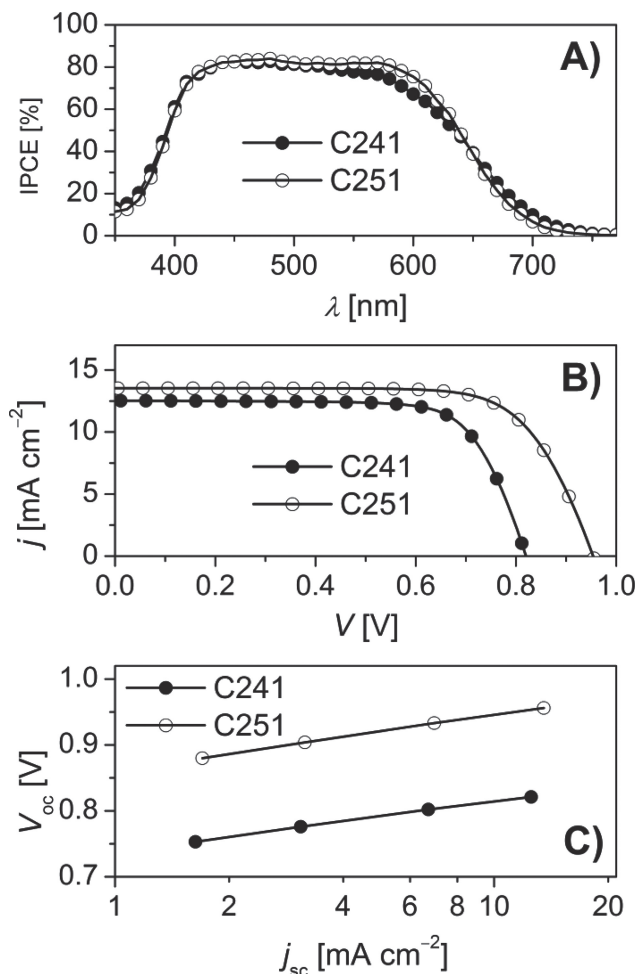 A)
IPCE [%]
100
80
60
40
20
0
C241
C251
400 500 600 700
λ [nm]
B)
j [mA cm⁻²]
15
10
5
0
C241
C251
0.0 0.2 0.4 0.6 0.8 1.0
V [V]
C241
C251
C)
V_oc [V]
1.0
0.9
0.8
0.7
1 2 4 6 8 10 20
j_sc [mA cm⁻²]